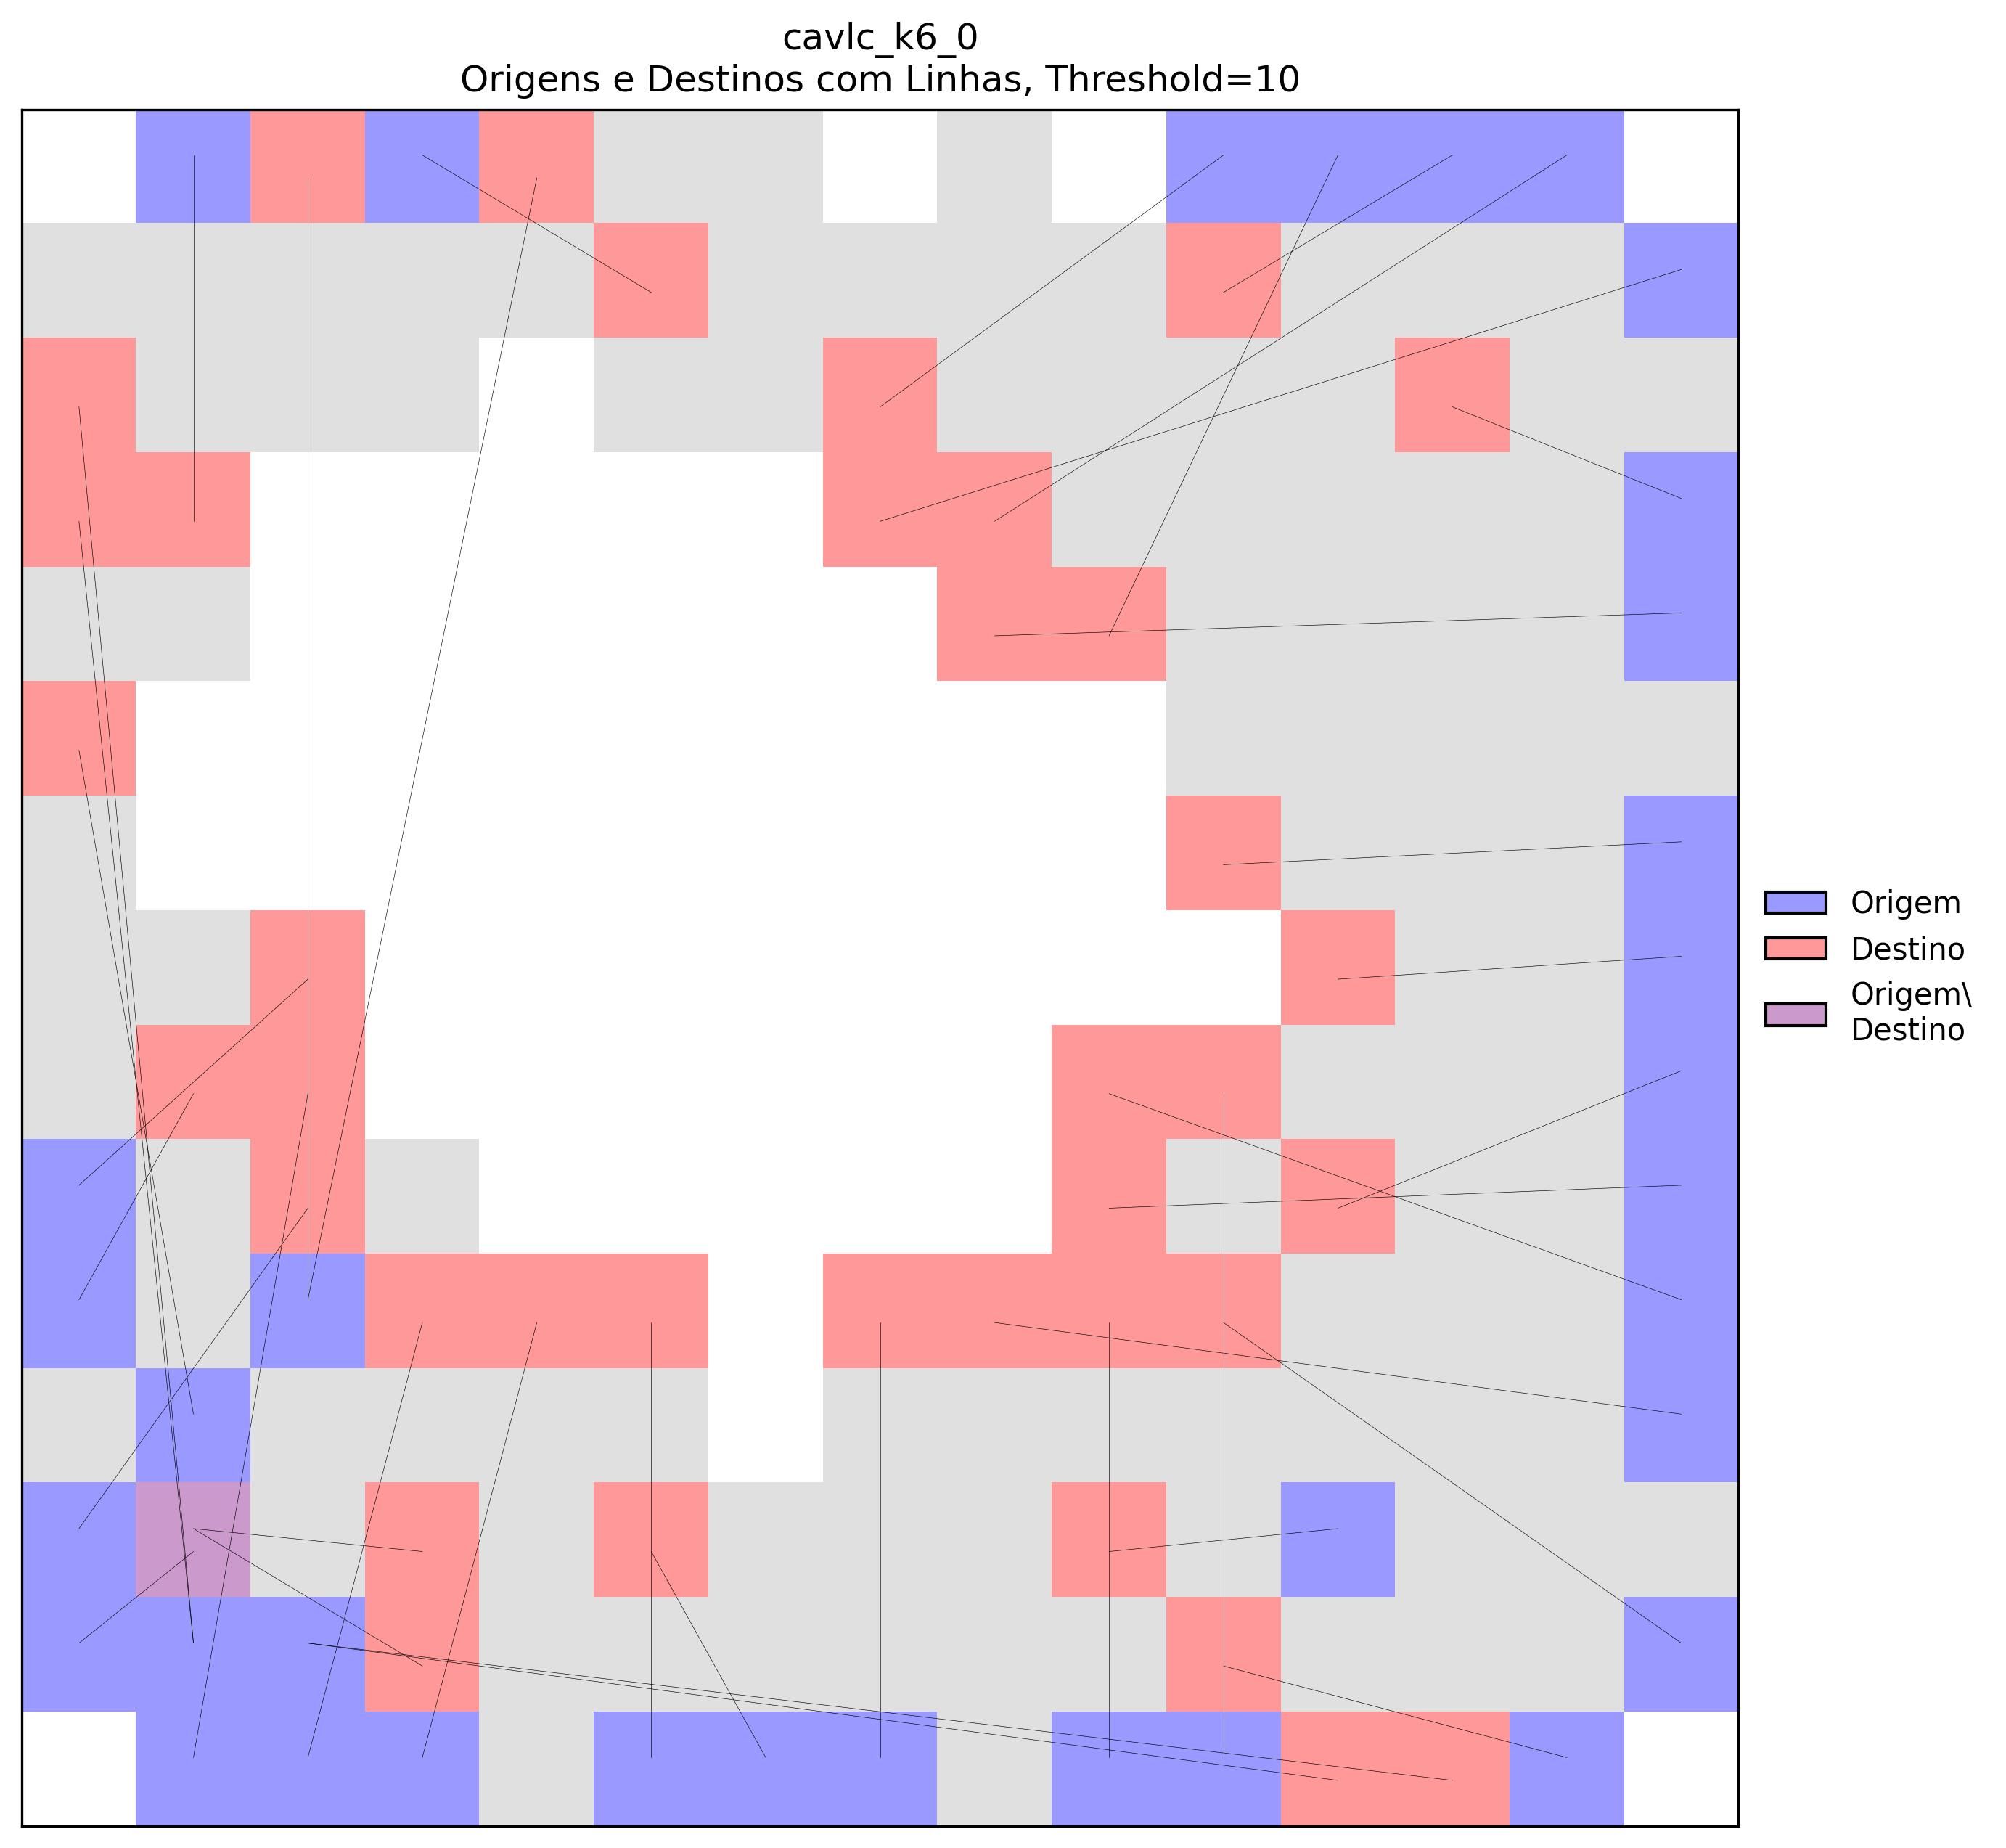 cavlc_k6_0
Origens e Destinos com Linhas, Threshold=10
Origem
Destino
Origem\
Destino